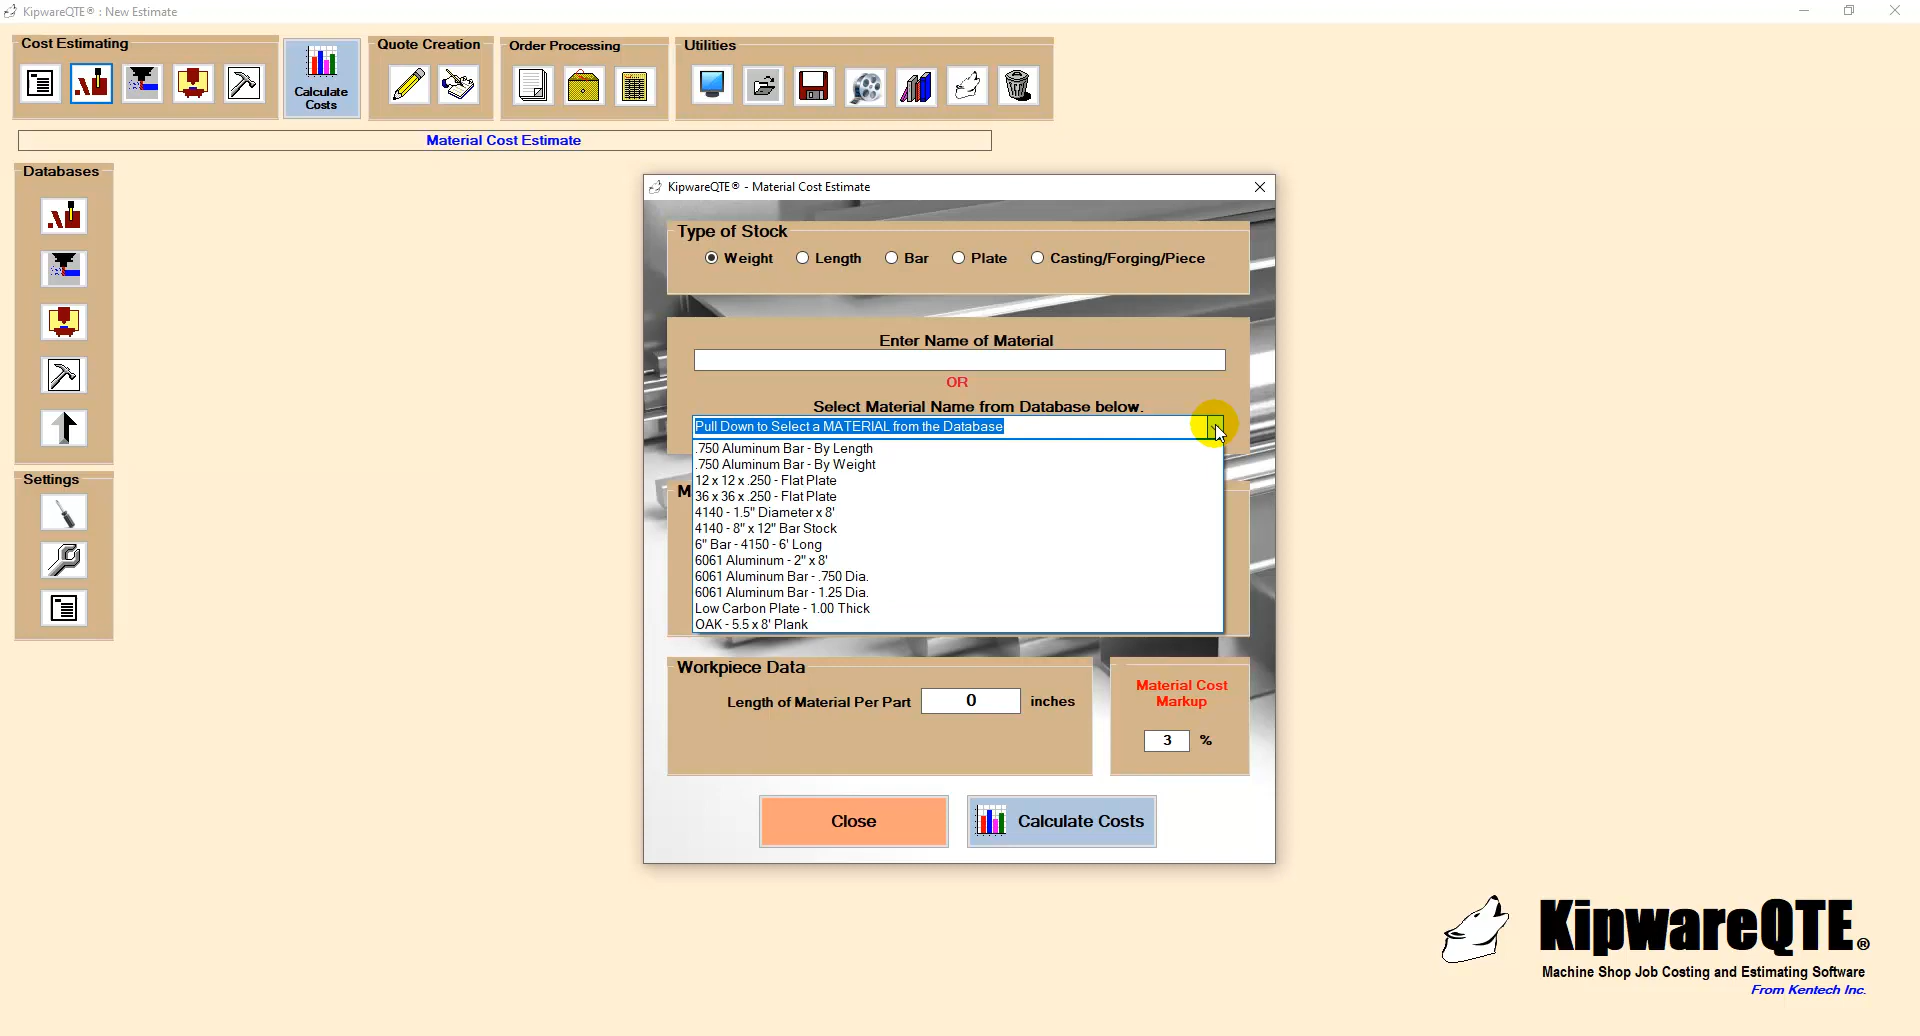 KipwareQTE® : New Estimate
Cost Estimating
Calculate
Costs
Quote Creation
Order Processing
Utilities
Material Cost Estimate
Databases
Settings
KipwareQTE® - Material Cost Estimate
Type of Stock
Weight
Length
Bar
Plate
Casting/Forging/Piece
Enter Name of Material
OR
Select Material Name from Database below.
Pull Down to Select a MATERIAL from the Database
.750 Aluminum Bar - By Length
.750 Aluminum Bar - By Weight
12 x 12 x .250 - Flat Plate
36 x 36 x .250 - Flat Plate
4140 - 1.5" Diameter x 8'
4140 - 8" x 12" Bar Stock
6" Bar - 4150 - 6' Long
6061 Aluminum - 2" x 8'
6061 Aluminum Bar - .750 Dia.
6061 Aluminum Bar - 1.25 Dia.
Low Carbon Plate - 1.00 Thick
OAK - 5.5 x 8' Plank
Workpiece Data
Length of Material Per Part 0 inches
Material Cost
Markup
3 %
Close
Calculate Costs
KipwareQTE®
Machine Shop Job Costing and Estimating Software
From Kentech Inc.